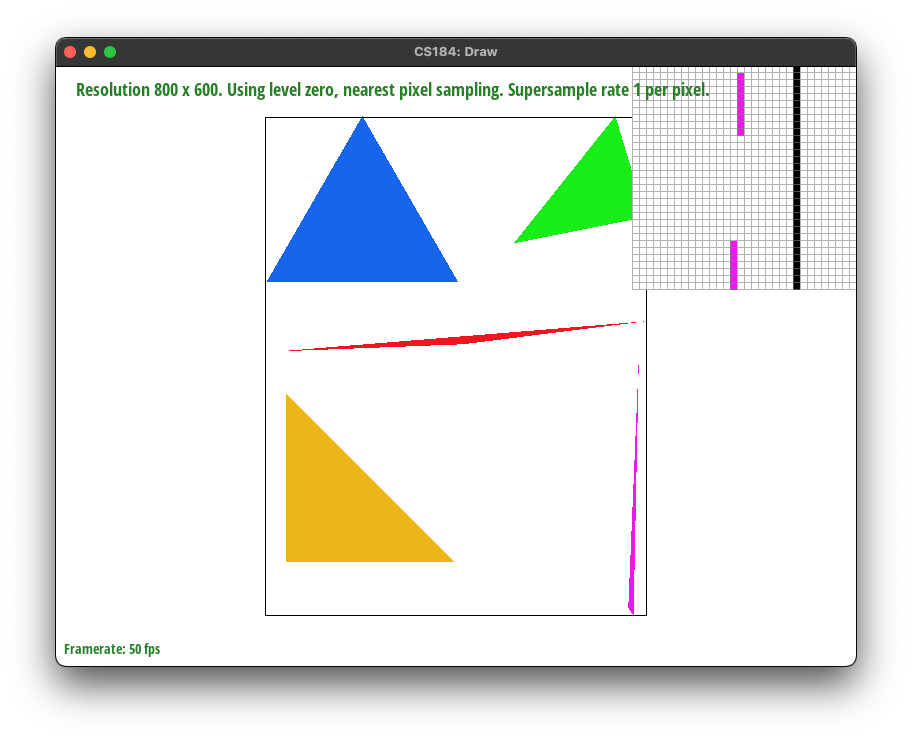 CS184: Draw
Resolution 800 x 600. Using level zero, nearest pixel sampling. Supersample rate 1 per pixel.
Framerate: 50 fps